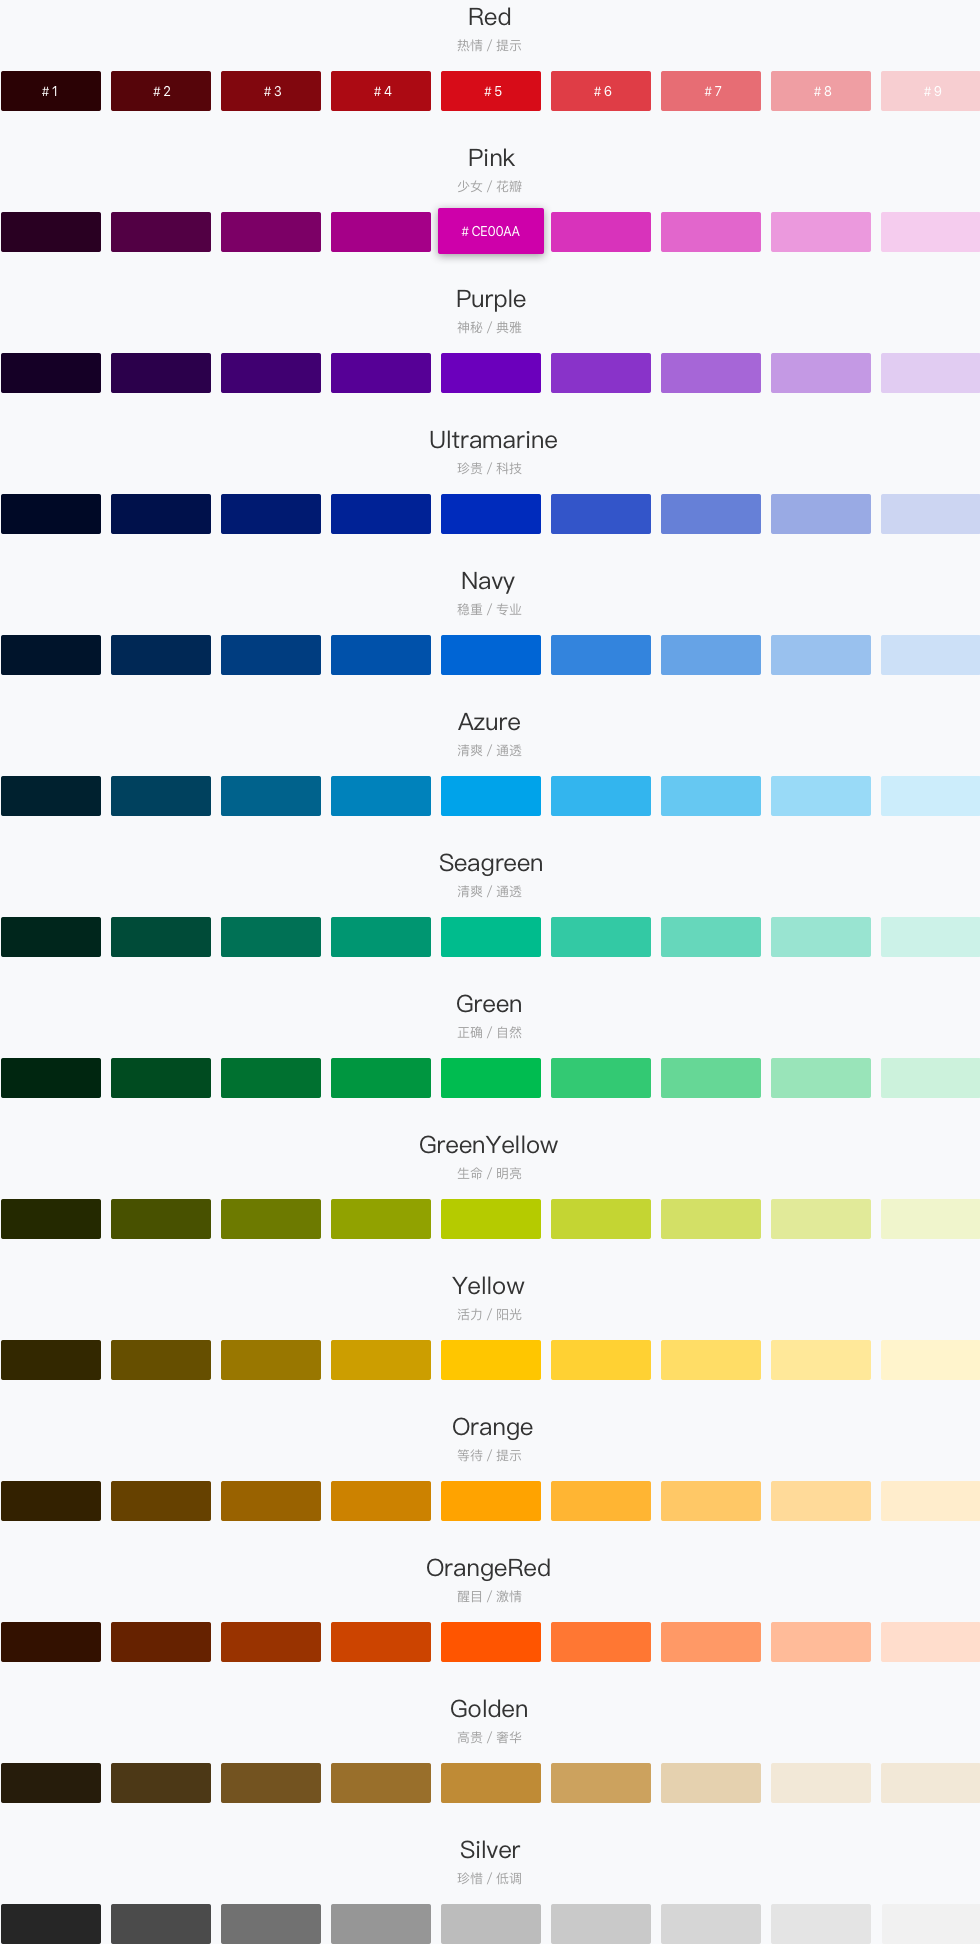 Red
热情 / 提示
# 1 # 2 # 3 # 4 # 5 # 6 # 7 # 8 # 9
Pink
少女 / 花瓣
# CE00AA
Purple
神秘 / 典雅
Ultramarine
珍贵 / 科技
Navy
稳重 / 专业
Azure
清爽 / 通透
Seagreen
清爽 / 通透
Green
正确 / 自然
GreenYellow
生命 / 明亮
Yellow
活力 / 阳光
Orange
等待 / 提示
OrangeRed
醒目 / 激情
Golden
高贵 / 奢华
Silver
珍惜 / 低调